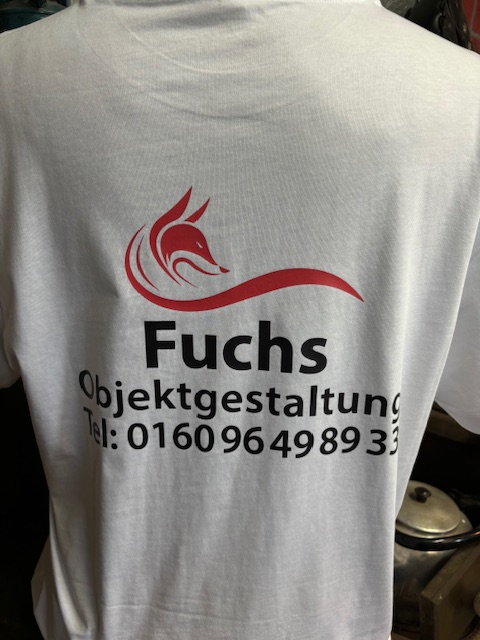 Fuchs
Objektgestaltung
Tel: 0160 96 49 89 33